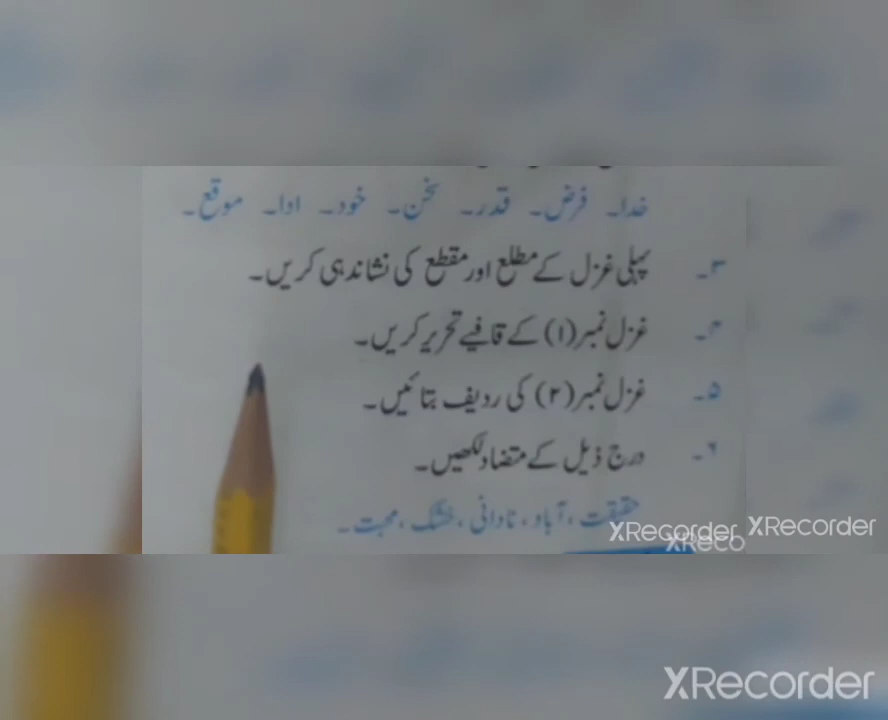 خدا۔ فرض۔ قدر۔ سخن۔ خود۔ ادا۔ موقع۔
۳۔ پہلی غزل کے مطلع اور مقطع کی نشاندہی کریں۔
۴۔ غزل نمبر (۱) کے قافیے تحریر کریں۔
۵۔ غزل نمبر (۲) کی ردیف بتائیں۔
۶۔ درج ذیل کے متضاد لکھیں۔
حقیقت، آباد، نادانی، خشک، محبت۔
XRecorder
XRecorder
XReco
XRecorder